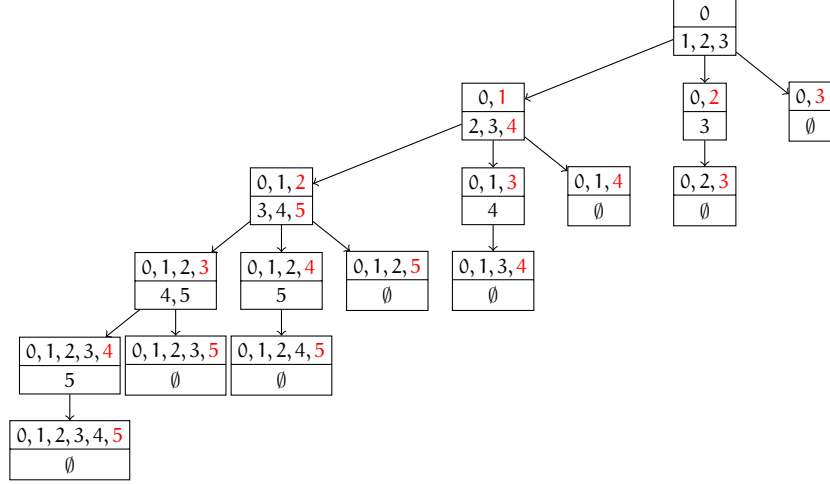 0
1, 2, 3
0, 1
2, 3, 4
0, 2
3
0, 3
∅
0, 1, 2
3, 4, 5
0, 1, 3
4
0, 1, 4
∅
0, 2, 3
∅
0, 1, 2, 3
4, 5
0, 1, 2, 4
5
0, 1, 2, 5
∅
0, 1, 3, 4
∅
0, 1, 2, 3, 4
5
0, 1, 2, 3, 5
∅
0, 1, 2, 4, 5
∅
0, 1, 2, 3, 4, 5
∅